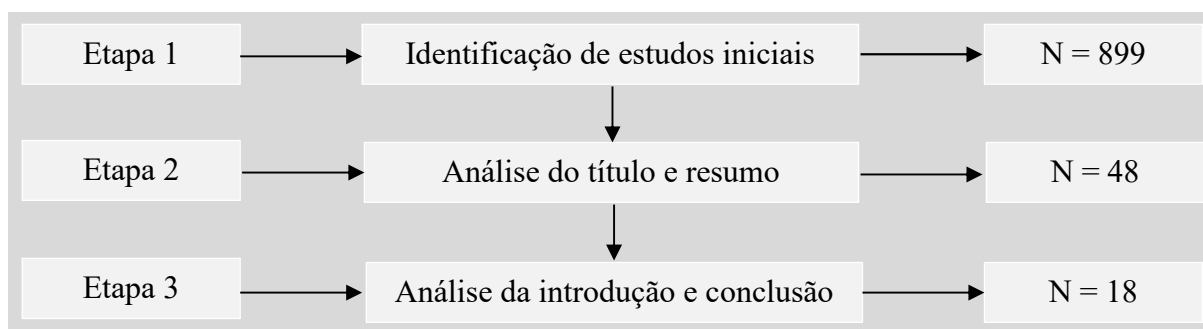 Etapa 1
Identificação de estudos iniciais
N = 899
Etapa 2
Análise do título e resumo
N = 48
Etapa 3
Análise da introdução e conclusão
N = 18